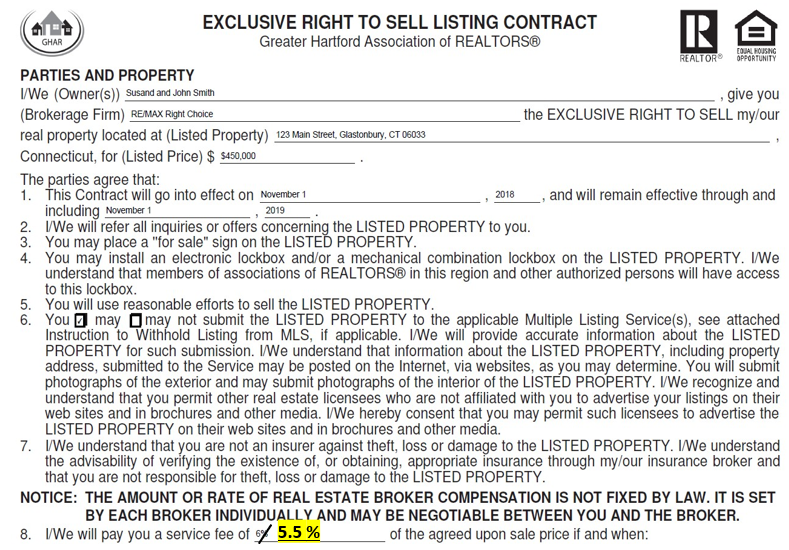 GHAR
EXCLUSIVE RIGHT TO SELL LISTING CONTRACT
Greater Hartford Association of REALTORS®
REALTOR®
EQUAL HOUSING
OPPORTUNITY
PARTIES AND PROPERTY
I/We (Owner(s)) Susand and John Smith , give you
(Brokerage Firm) RE/MAX Right Choice the EXCLUSIVE RIGHT TO SELL my/our
real property located at (Listed Property) 123 Main Street, Glastonbury, CT 06033 ,
Connecticut, for (Listed Price) $ $450,000 .
The parties agree that:
1. This Contract will go into effect on November 1 , 2018 , and will remain effective through and
including November 1 , 2019 .
2. I/We will refer all inquiries or offers concerning the LISTED PROPERTY to you.
3. You may place a "for sale" sign on the LISTED PROPERTY.
4. You may install an electronic lockbox and/or a mechanical combination lockbox on the LISTED PROPERTY. I/We
understand that members of associations of REALTORS® in this region and other authorized persons will have access
to this lockbox.
5. You will use reasonable efforts to sell the LISTED PROPERTY.
6. You ☑ may ☐ may not submit the LISTED PROPERTY to the applicable Multiple Listing Service(s), see attached
Instruction to Withhold Listing from MLS, if applicable. I/We will provide accurate information about the LISTED
PROPERTY for such submission. I/We understand that information about the LISTED PROPERTY, including property
address, submitted to the Service may be posted on the Internet, via websites, as you may determine. You will submit
photographs of the exterior and may submit photographs of the interior of the LISTED PROPERTY. I/We recognize and
understand that you permit other real estate licensees who are not affiliated with you to advertise your listings on their
web sites and in brochures and other media. I/We hereby consent that you may permit such licensees to advertise the
LISTED PROPERTY on their web sites and in brochures and other media.
7. I/We understand that you are not an insurer against theft, loss or damage to the LISTED PROPERTY. I/We understand
the advisability of verifying the existence of, or obtaining, appropriate insurance through my/our insurance broker and
that you are not responsible for theft, loss or damage to the LISTED PROPERTY.
NOTICE: THE AMOUNT OR RATE OF REAL ESTATE BROKER COMPENSATION IS NOT FIXED BY LAW. IT IS SET
BY EACH BROKER INDIVIDUALLY AND MAY BE NEGOTIABLE BETWEEN YOU AND THE BROKER.
8. I/We will pay you a service fee of 6% 5.5 % of the agreed upon sale price if and when: